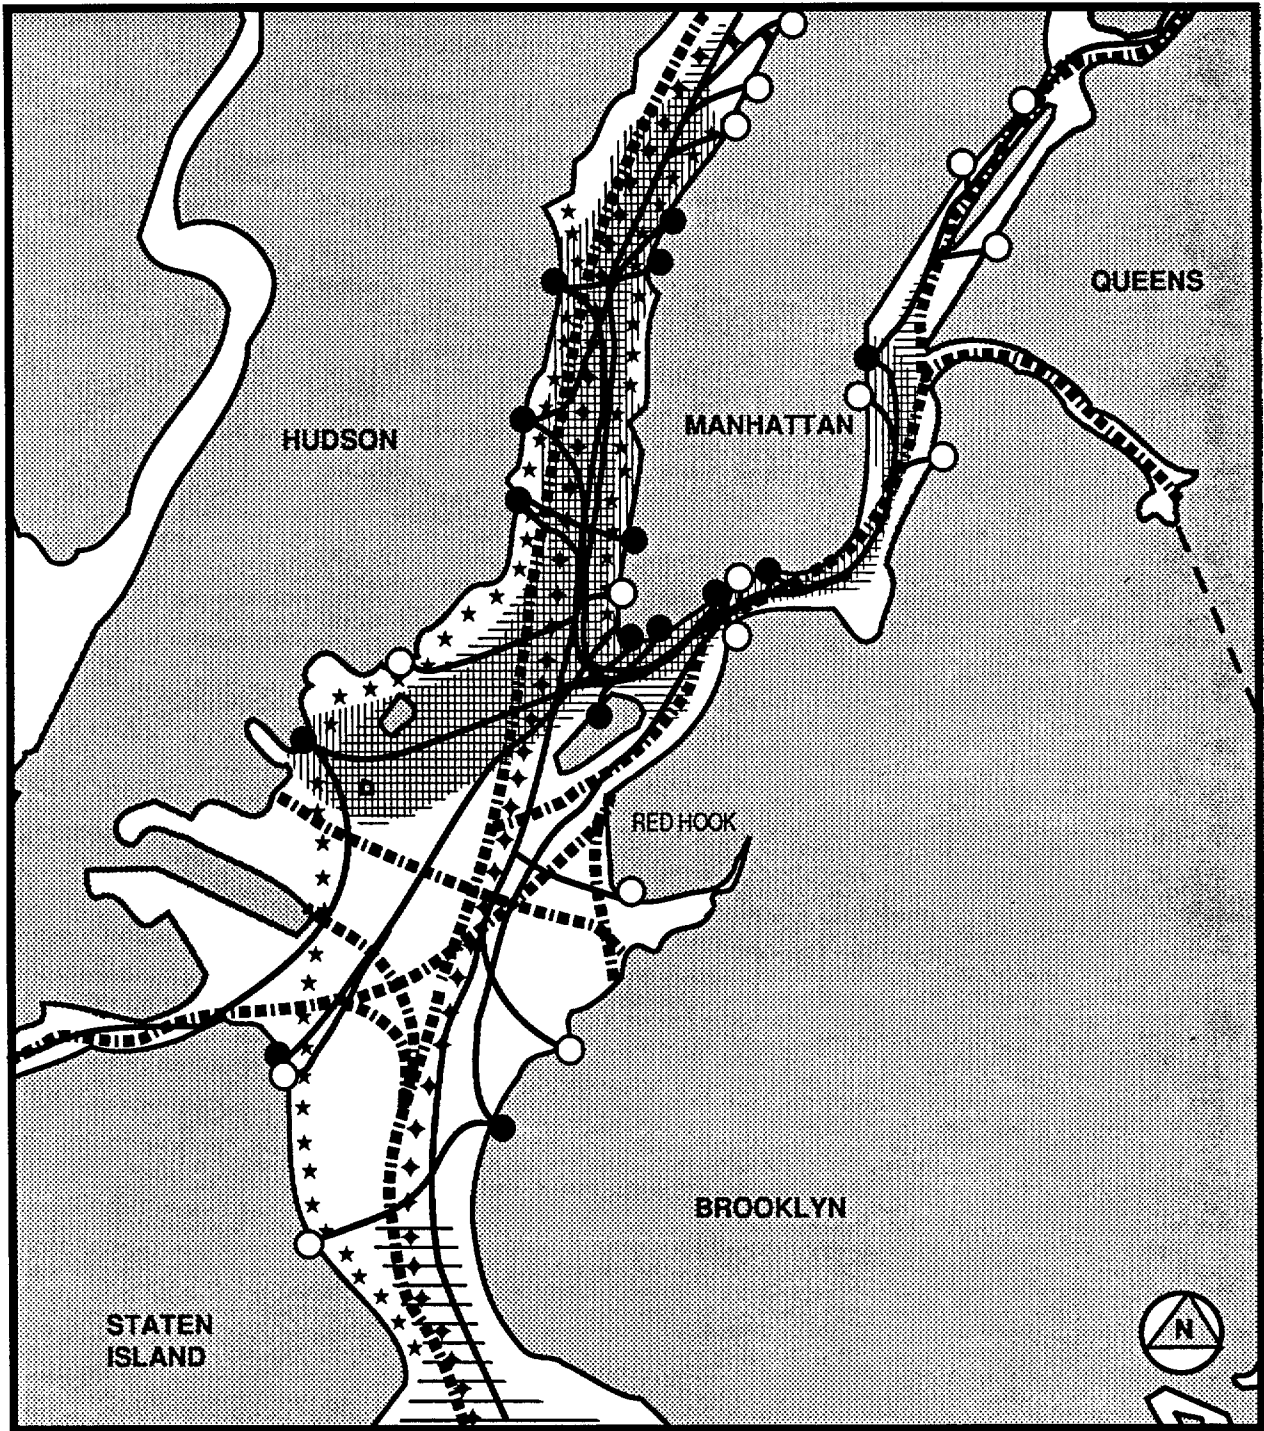 QUEENS
MANHATTAN
HUDSON
RED HOOK
BROOKLYN
STATEN
ISLAND
N